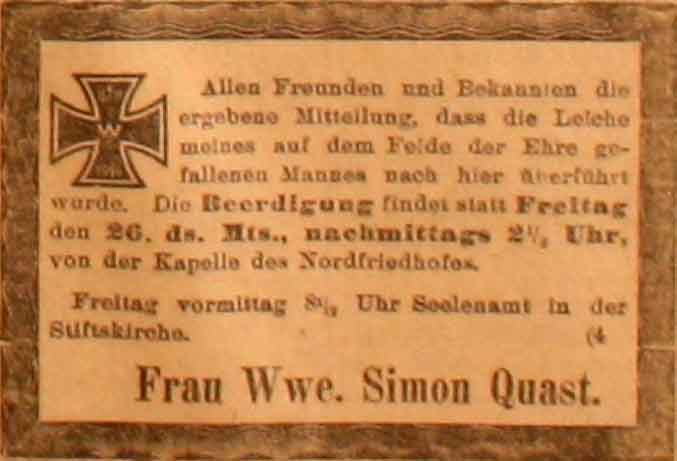 W
Allen Freunden und Bekannten die
ergebene Mitteilung, dass die Leiche
meines auf dem Felde der Ehre ge-
fallenen Mannes nach hier überführt
wurde. Die Beerdigung findet statt Freitag
den 26. ds. Mts., nachmittags 2½ Uhr,
von der Kapelle des Nordfriedhofes.
Freitag vormittag 8½ Uhr Seelenamt in der
Stiftskirche. (4
Frau Wwe. Simon Quast.